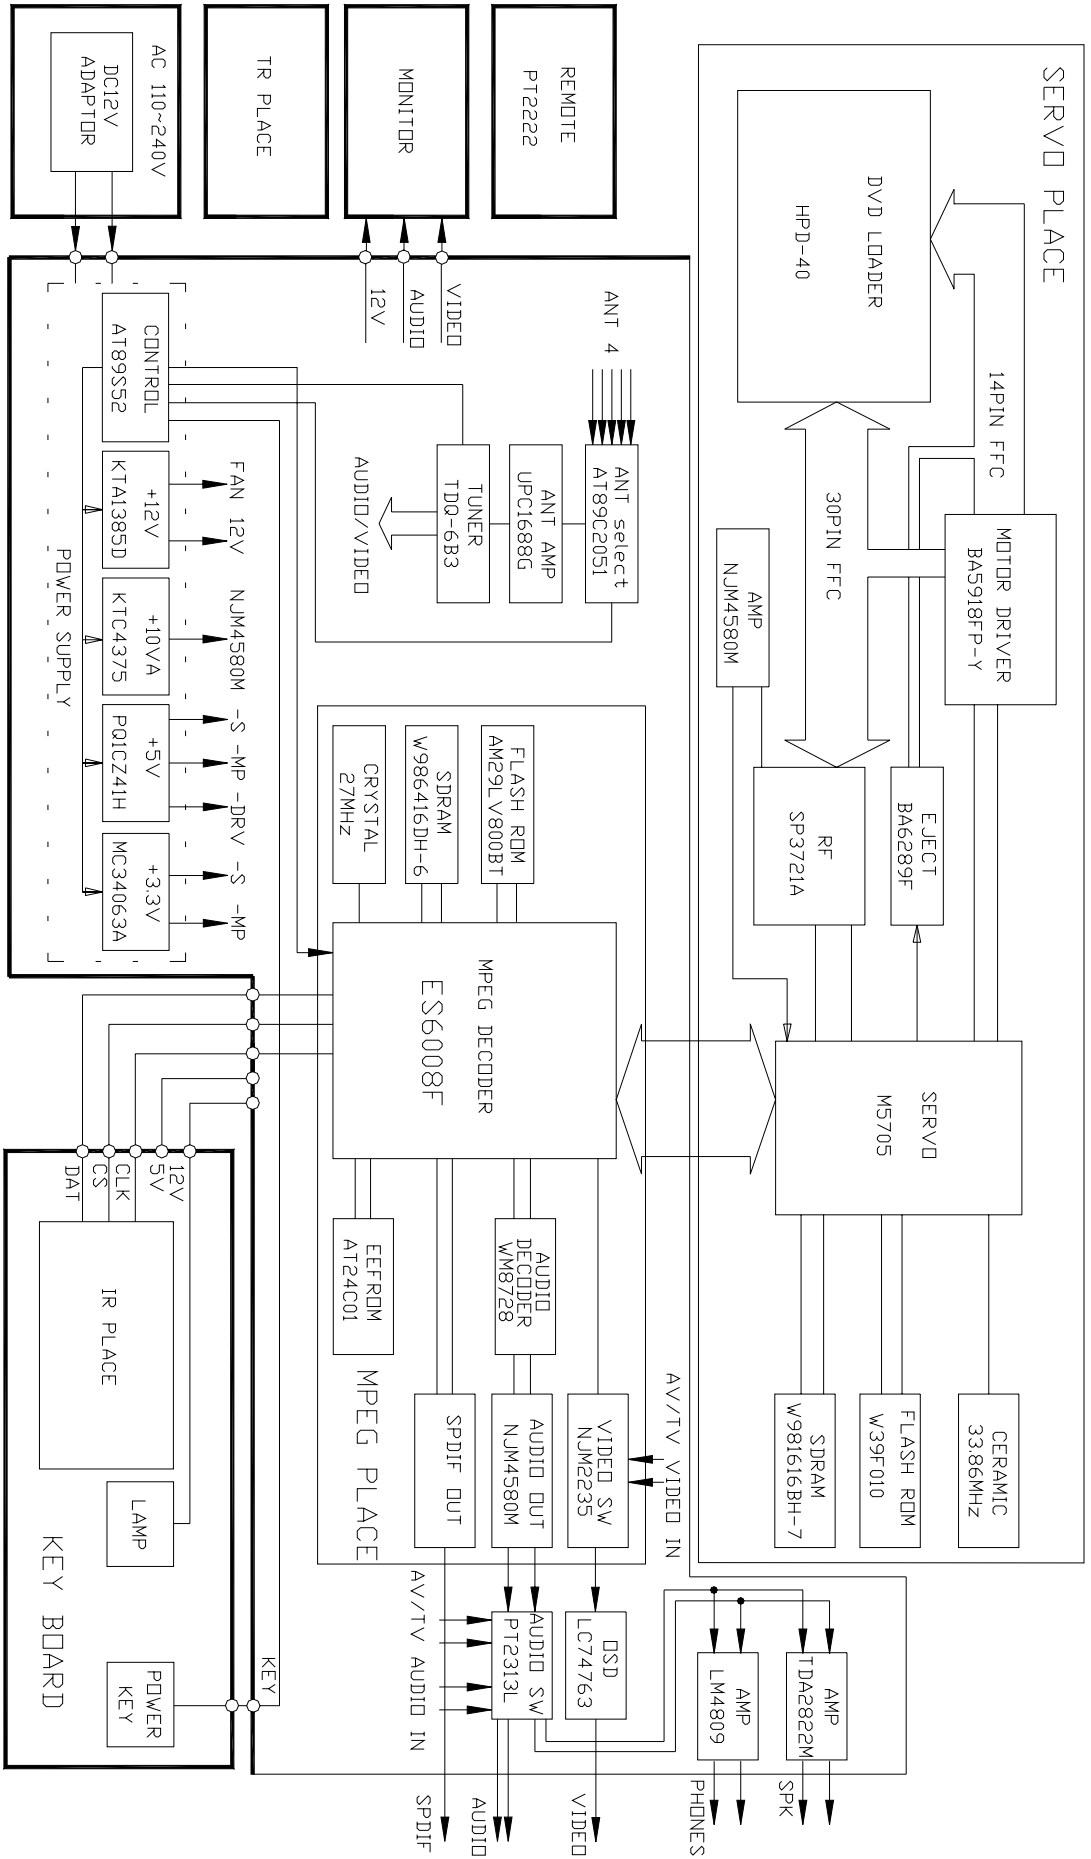 SERVO PLACE
DVD LOADER
HPD-40
14PIN FFC
30PIN FFC
MOTOR DRIVER
BA5918FP-Y
AMP
NJM4580M
RF
SP3721A
EJECT
BA6289F
SERVO
M5705
CERAMIC
33.86MHz
FLASH ROM
W39F010
SDRAM
W981616BH-7
REMOTE
PT2222
MONITOR
TR PLACE
AC 110~240V
DC12V
ADAPTOR
VIDEO
AUDIO
12V
ANT 4
ANT select
AT89C2051
ANT AMP
UPC1688G
TUNER
TDQ-6B3
AUDIO/VIDEO
CONTROL
AT89S52
FAN 12V
+12V
KTA1385D
NJM4580M
+10VA
KTC4375
-S -MP -DRV
+5V
PQ1CZ41H
-S -MP
+3.3V
MC34063A
POWER SUPPLY
FLASH ROM
AM29LV800BT
SDRAM
W986416DH-6
CRYSTAL
27MHz
MPEG DECODER
ES6008F
EEFROM
AT24C01
AUDIO
DECODER
WM8728
MPEG PLACE
AV/TV VIDEO IN
VIDEO SW
NJM2235
AUDIO OUT
NJM4580M
SPDIF OUT
AV/TV AUDIO IN
OSD
LC74763
AUDIO SW
PT2313L
AMP
TDA2822M
AMP
LM4809
SPK
PHONES
VIDEO
AUDIO
SPDIF
12V
5V
CLK
CS
DAT
IR PLACE
LAMP
KEY BOARD
POWER
KEY
KEY